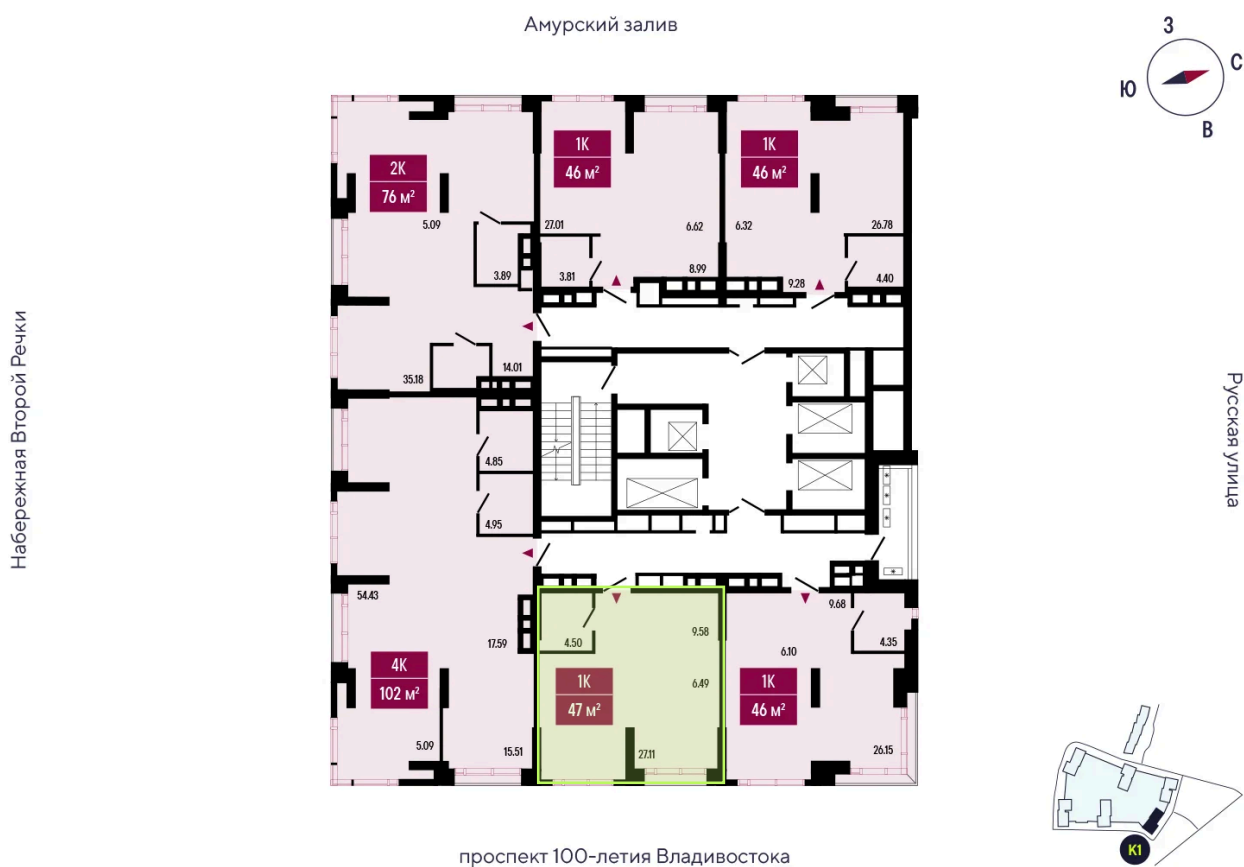 Амурский залив
З
С
Ю
В
2К
76 м²
5.09
3.89
14.01
35.18
1К
46 м²
27.01
6.62
3.81
8.99
1К
46 м²
6.32
26.78
9.28
4.40
Набережная Второй Речки
Русская улица
4.85
4.95
54.43
17.59
4К
102 м²
5.09
15.51
4.50
9.58
6.49
1К
47 м²
27.11
9.68
4.35
6.10
1К
46 м²
26.15
К1
проспект 100-летия Владивостока